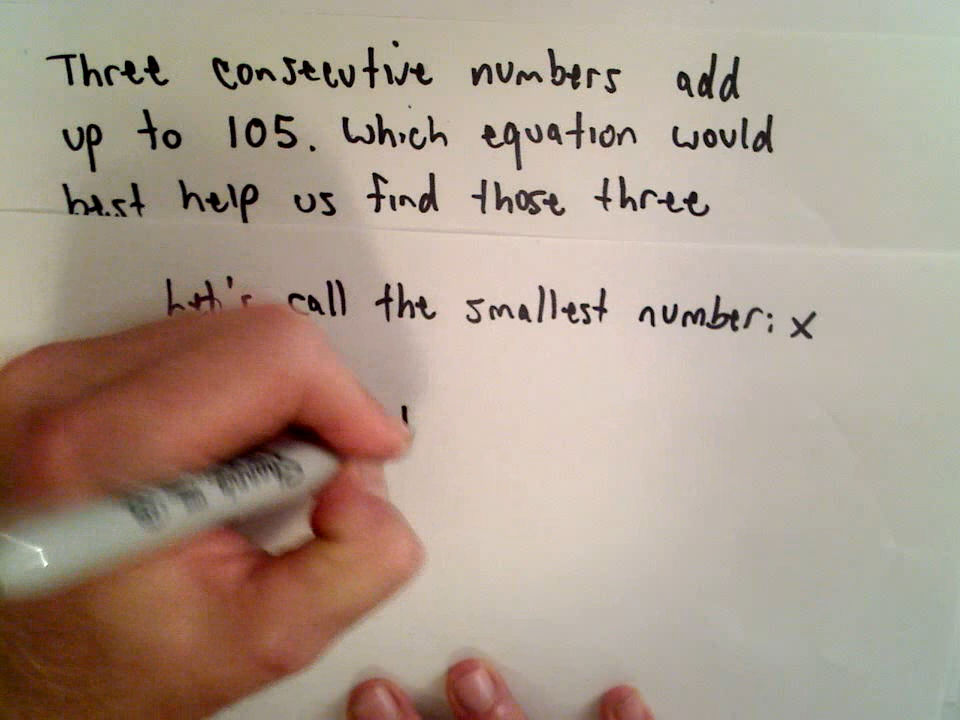 Three consecutive numbers add
up to 105. Which equation would
best help us find those three
call the smallest number: x
Sharpie